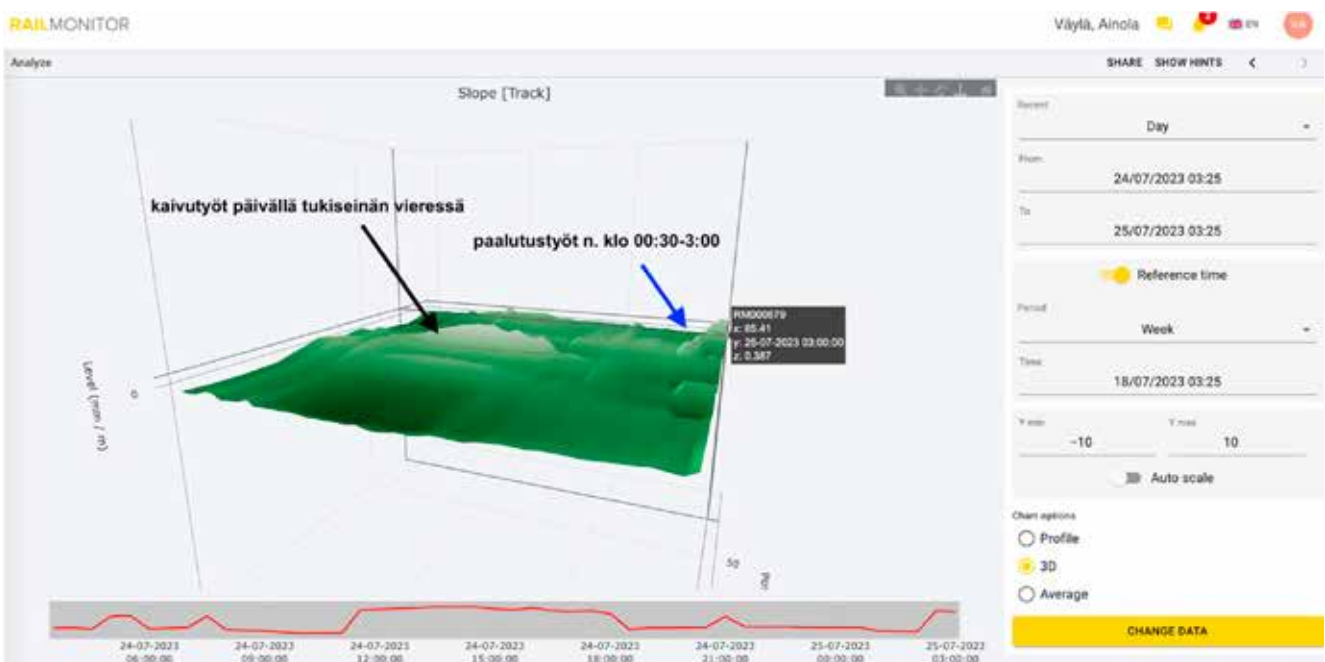 RAILMONITOR
Väylä, Ainola
EN
Analyze
SHARE SHOW HINTS
Slope [Track]
kaivutyöt päivällä tukiseinän vieressä
paalutustyöt n. klo 00:30-3:00
RM000679
x: 85.41
y: 25-07-2023 03:00:00
z: 0.387
Level (mm / m)
0
50
24-07-2023 06:00:00
24-07-2023 09:00:00
24-07-2023 12:00:00
24-07-2023 15:00:00
24-07-2023 18:00:00
24-07-2023 21:00:00
25-07-2023 00:00:00
25-07-2023 03:00:00
Recent
Day
From
24/07/2023 03:25
To
25/07/2023 03:25
Reference time
Period
Week
Time
18/07/2023 03:25
Y min
Y max
-10
10
Auto scale
Chart options
Profile
3D
Average
CHANGE DATA